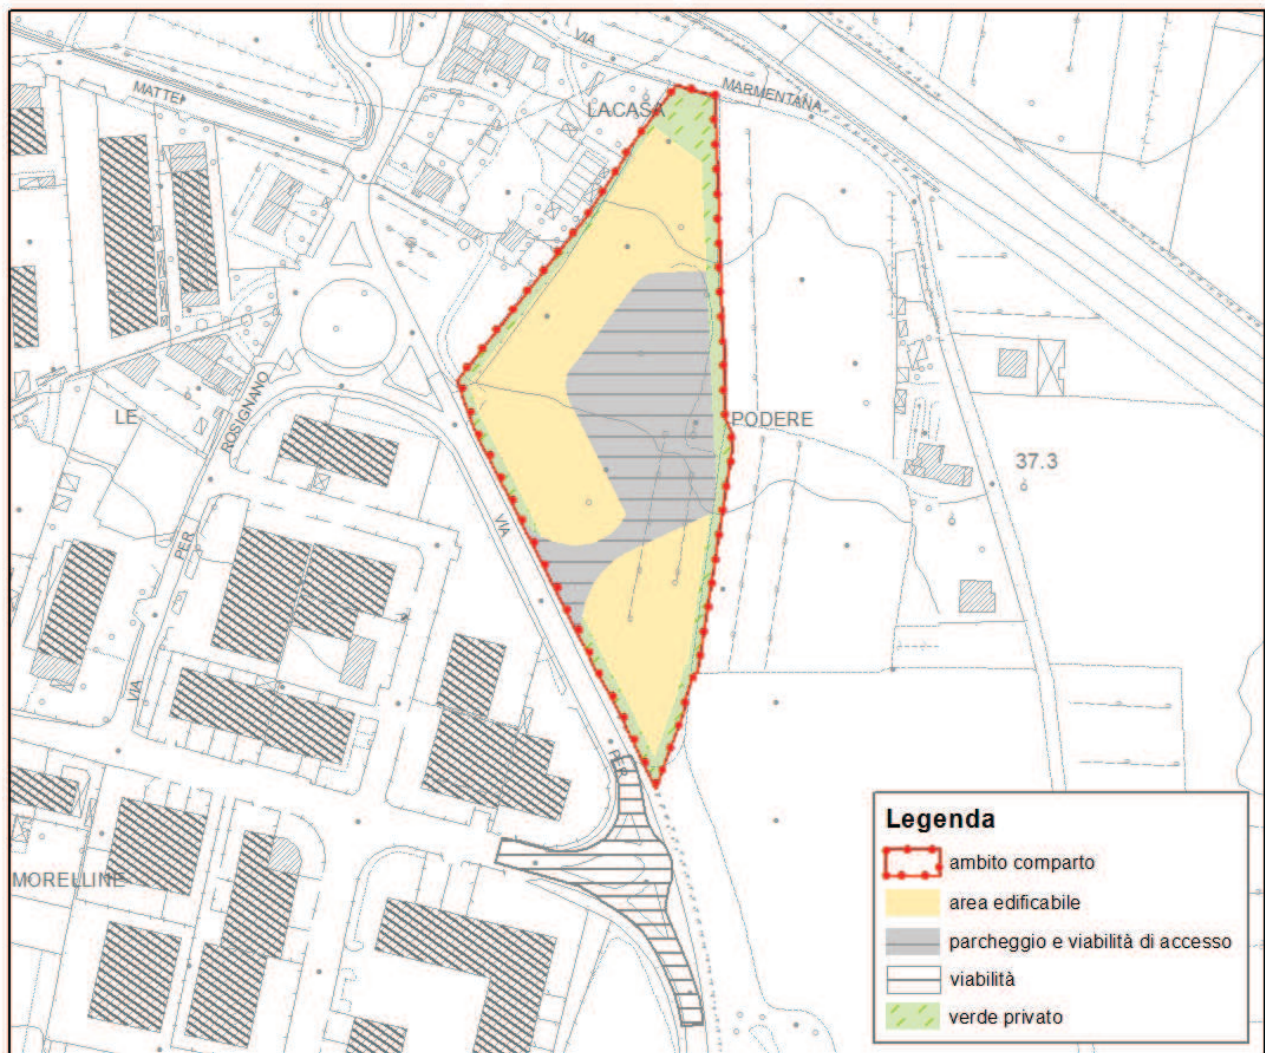 VIA
MARMENTANA
MATTEI
LACASA
LE
ROSIGNANO
PODERE
37.3
VIA
PER
VIA
PER
MORELLINE
Legenda
ambito comparto
area edificabile
parcheggio e viabilità di accesso
viabilità
verde privato